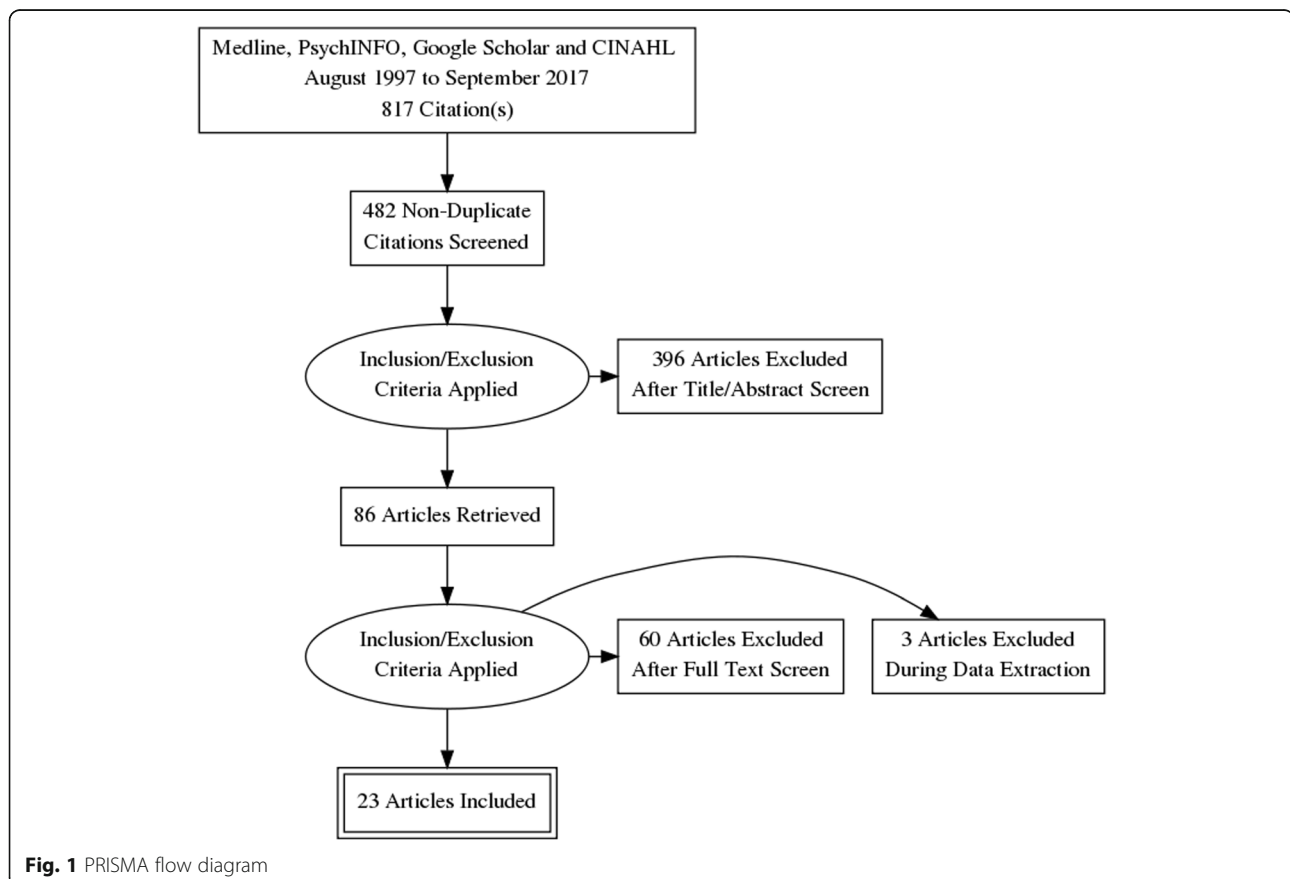 Medline, PsychINFO, Google Scholar and CINAHL
August 1997 to September 2017
817 Citation(s)
482 Non-Duplicate
Citations Screened
Inclusion/Exclusion
Criteria Applied
396 Articles Excluded
After Title/Abstract Screen
86 Articles Retrieved
Inclusion/Exclusion
Criteria Applied
60 Articles Excluded
After Full Text Screen
3 Articles Excluded
During Data Extraction
23 Articles Included
Fig. 1 PRISMA flow diagram